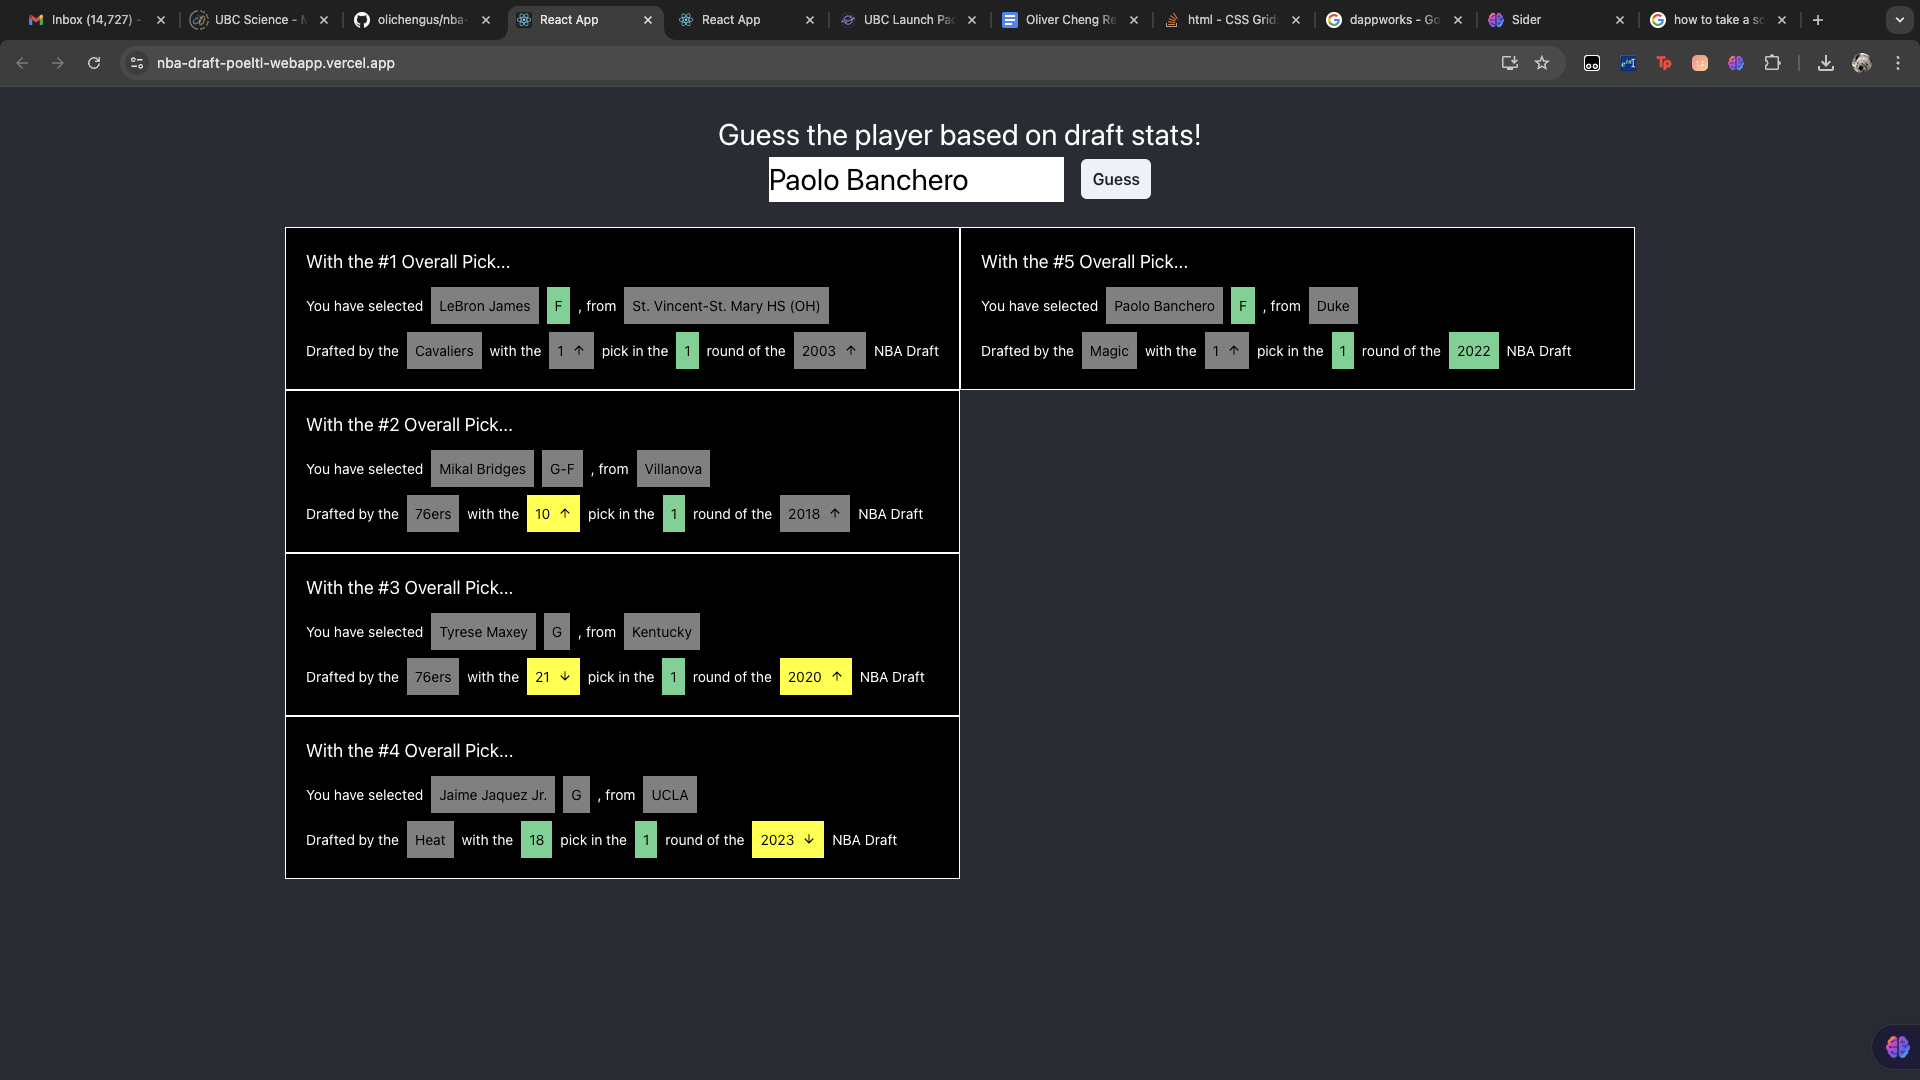 Inbox (14,727) -
UBC Science - M
olichengus/nba-
React App
React App
UBC Launch Pac
Oliver Cheng Re
html - CSS Grid:
dappworks - Go
Sider
how to take a sc
nba-draft-poeltl-webapp.vercel.app
Guess the player based on draft stats!
Paolo Banchero
Guess
With the #1 Overall Pick...
You have selected LeBron James F , from St. Vincent-St. Mary HS (OH)
Drafted by the Cavaliers with the 1 ↑ pick in the 1 round of the 2003 ↑ NBA Draft
With the #2 Overall Pick...
You have selected Mikal Bridges G-F , from Villanova
Drafted by the 76ers with the 10 ↑ pick in the 1 round of the 2018 ↑ NBA Draft
With the #3 Overall Pick...
You have selected Tyrese Maxey G , from Kentucky
Drafted by the 76ers with the 21 ↓ pick in the 1 round of the 2020 ↑ NBA Draft
With the #4 Overall Pick...
You have selected Jaime Jaquez Jr. G , from UCLA
Drafted by the Heat with the 18 pick in the 1 round of the 2023 ↓ NBA Draft
With the #5 Overall Pick...
You have selected Paolo Banchero F , from Duke
Drafted by the Magic with the 1 ↑ pick in the 1 round of the 2022 NBA Draft